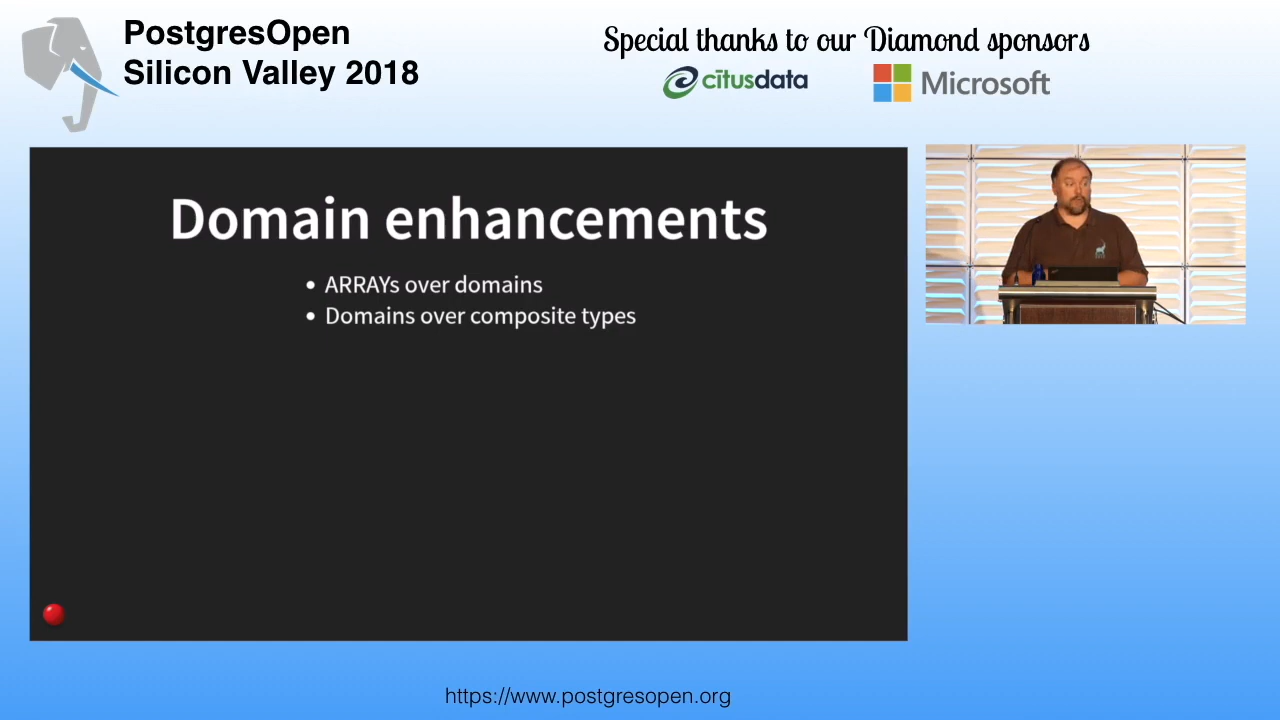 PostgresOpen
Silicon Valley 2018
Special thanks to our Diamond sponsors
citusdata
Microsoft
Domain enhancements
• ARRAYs over domains
• Domains over composite types
https://www.postgresopen.org